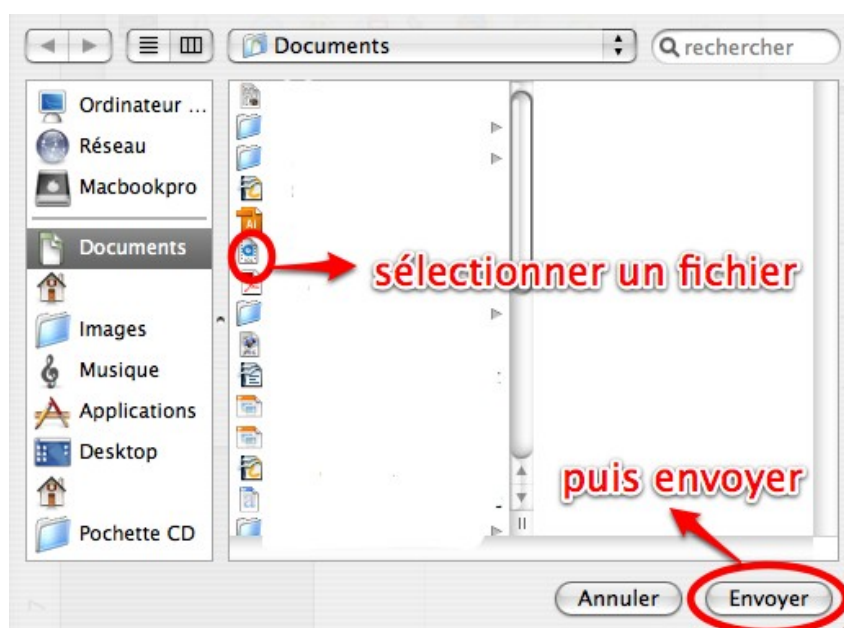 Documents
rechercher
Ordinateur ...
Réseau
Macbookpro
Documents
Images
Musique
Applications
Desktop
Pochette CD
sélectionner un fichier
puis envoyer
Annuler
Envoyer